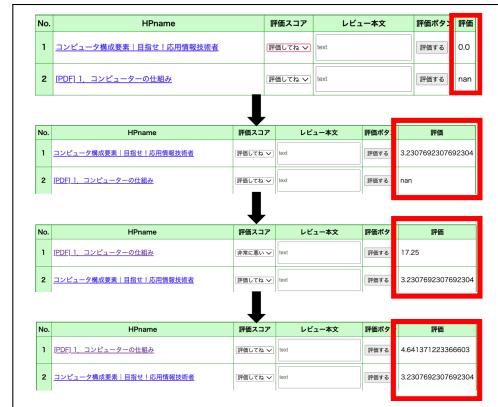 No. HPname 評価スコア レビュー本文 評価ボタン 評価
1 コンピュータ構成要素｜目指せ！応用情報技術者 評価してね text 評価する 0.0
2 [PDF] 1，コンピューターの仕組み 評価してね text 評価する nan
No. HPname 評価スコア レビュー本文 評価ボタ 評価
1 コンピュータ構成要素｜目指せ！応用情報技術者 評価してね text 評価する 3.2307692307692304
2 [PDF] 1，コンピューターの仕組み 評価してね text 評価する nan
No. HPname 評価スコア レビュー本文 評価ボタ 評価
1 [PDF] 1，コンピューターの仕組み 非常に悪い text 評価する 17.25
2 コンピュータ構成要素｜目指せ！応用情報技術者 評価してね text 評価する 3.2307692307692304
No. HPname 評価スコア レビュー本文 評価ボタ 評価
1 [PDF] 1，コンピューターの仕組み 評価してね text 評価する 4.641371223366603
2 コンピュータ構成要素｜目指せ！応用情報技術者 評価してね text 評価する 3.2307692307692304